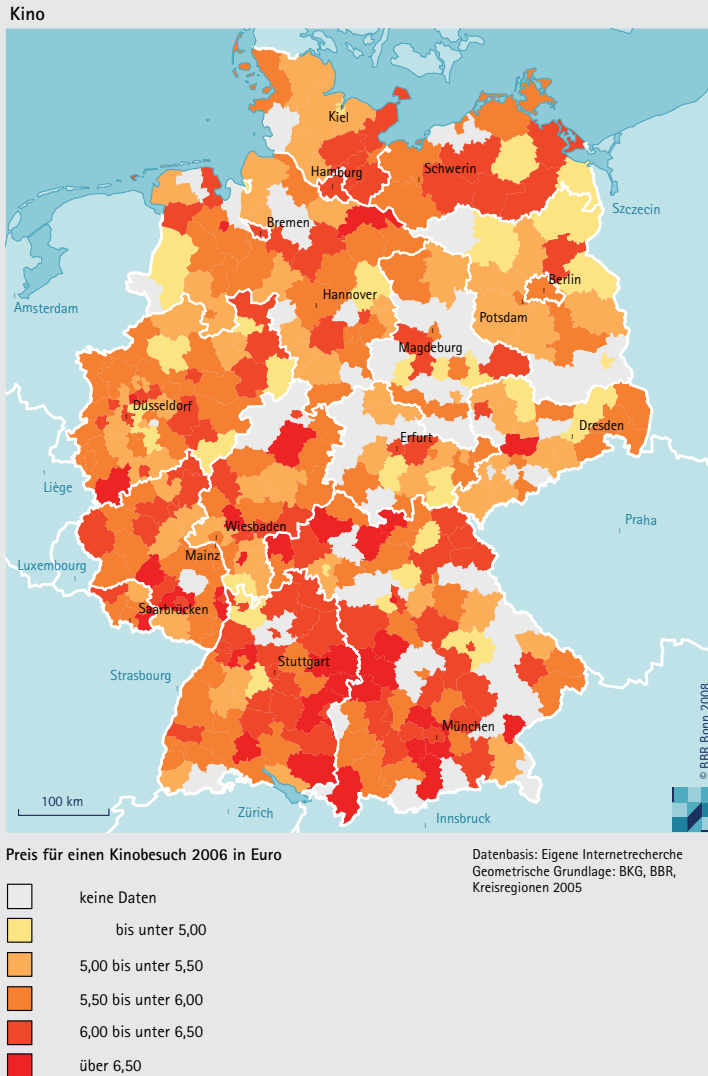 Kino
Kiel
Hamburg
Schwerin
Szczecin
Bremen
Amsterdam
Hannover
Berlin
Potsdam
Magdeburg
Düsseldorf
Erfurt
Dresden
Liège
Praha
Wiesbaden
Luxembourg
Mainz
Saarbrücken
Strasbourg
Stuttgart
München
© BBR Bonn 2008
100 km
Zürich
Innsbruck
Preis für einen Kinobesuch 2006 in Euro
Datenbasis: Eigene Internetrecherche
Geometrische Grundlage: BKG, BBR,
Kreisregionen 2005
keine Daten
bis unter 5,00
5,00 bis unter 5,50
5,50 bis unter 6,00
6,00 bis unter 6,50
über 6,50